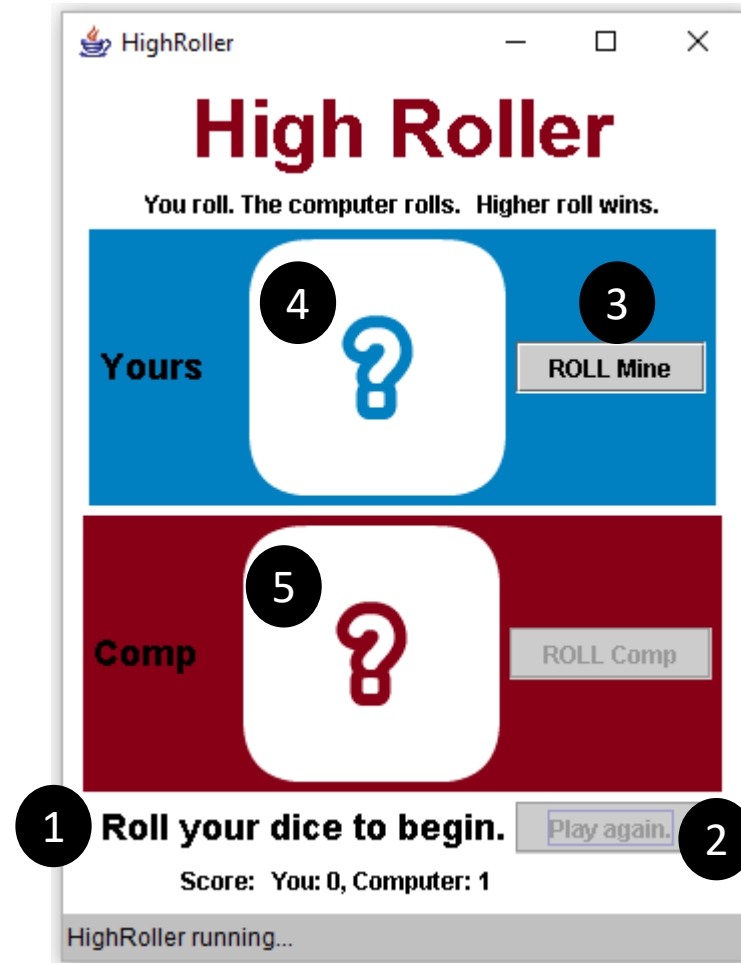 HighRoller
High Roller
You roll. The computer rolls. Higher roll wins.
4
3
?
Yours
ROLL Mine
5
?
Comp
ROLL Comp
1
Roll your dice to begin.
Play again.
2
Score: You: 0, Computer: 1
HighRoller running...